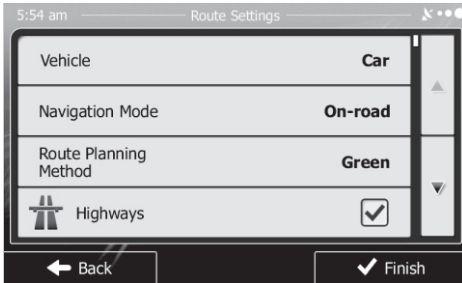 5:54 am Route Settings
Vehicle Car
Navigation Mode On-road
Route Planning
Method Green
Highways
Back Finish